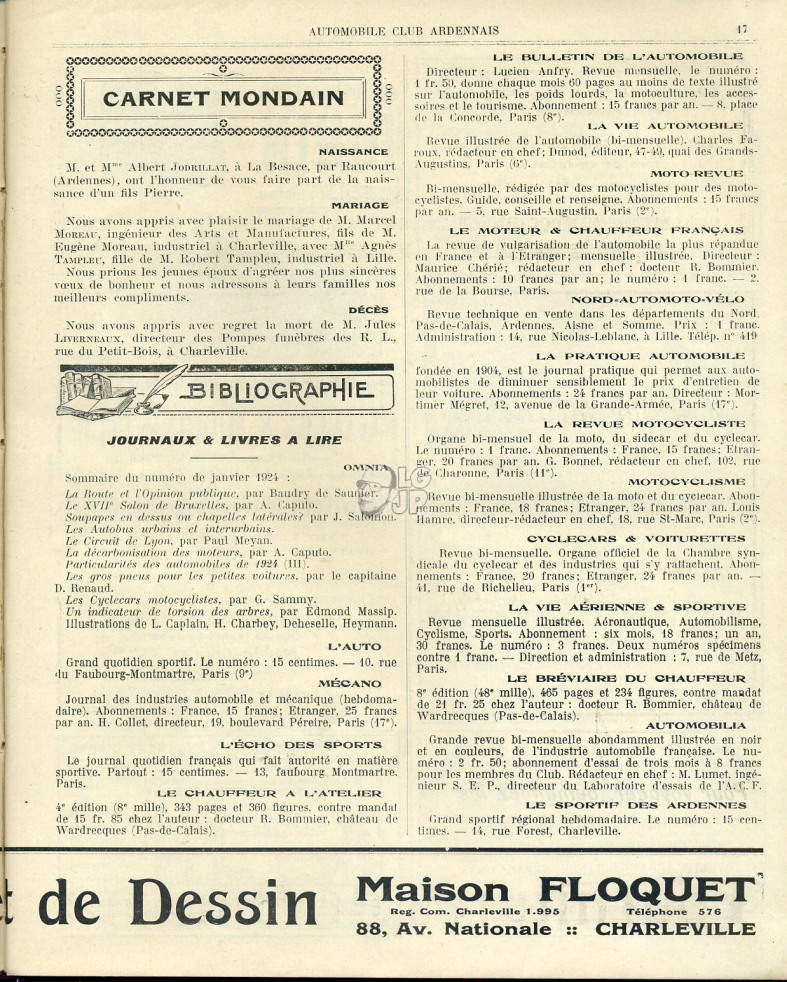 AUTOMOBILE CLUB ARDENNAIS 17
CARNET MONDAIN
NAISSANCE
M. et Mme Albert JODRILLAT, à La Besace, par Raucourt
(Ardennes), ont l'honneur de vous faire part de la nais-
sance d'un fils Pierre.
MARIAGE
Nous avons appris avec plaisir le mariage de M. Marcel
MOREAU, ingénieur des Arts et Manufactures, fils de M.
Eugène Moreau, industriel à Charleville, avec Mlle Agnès
TAMPLEU, fille de M. Robert Tampleu, industriel à Lille.
Nous prions les jeunes époux d'agréer nos plus sincères
vœux de bonheur et nous adressons à leurs familles nos
meilleurs compliments.
DÉCÈS
Nous avons appris avec regret la mort de M. Jules
LIVERNEAUX, directeur des Pompes funèbres des R. L.,
rue du Petit-Bois, à Charleville.
BIBLIOGRAPHIE
JOURNAUX & LIVRES A LIRE
OMNIA
Sommaire du numéro de janvier 1924 :
La Route et l'Opinion publique, par Baudry de Saunier.
Le XVIIe Salon de Bruxelles, par A. Caputo.
Soupapes en dessus ou chapelles latérales? par J. Salomon.
Les Autobus urbains et interurbains.
Le Circuit de Lyon, par Paul Meyan.
La décarbonisation des moteurs, par A. Caputo.
Particularités des automobiles de 1924 (III).
Les gros pneus pour les petites voitures, par le capitaine
D. Renaud.
Les Cyclecars motocyclistes, par G. Sammy.
Un indicateur de torsion des arbres, par Edmond Massip.
Illustrations de L. Caplain, H. Charbey, Deheselle, Heymann.
L'AUTO
Grand quotidien sportif. Le numéro : 15 centimes. — 10. rue
du Faubourg-Montmartre, Paris (9e)
MÉCANO
Journal des industries automobile et mécanique (hebdoma-
daire). Abonnements : France, 15 francs; Etranger, 25 francs
par an. H. Collet, directeur, 19, boulevard Péreire, Paris (17e).
L'ÉCHO DES SPORTS
Le journal quotidien français qui fait autorité en matière
sportive. Partout : 15 centimes. — 13, faubourg Montmartre.
Paris.
LE CHAUFFEUR A L'ATELIER
4e édition (8e mille), 343 pages et 360 figures, contre mandat
de 15 fr. 85 chez l'auteur : docteur R. Bommier, château de
Wardrecques (Pas-de-Calais).
LE BULLETIN DE L'AUTOMOBILE
Directeur : Lucien Anfry. Revue mensuelle, le numéro :
1 fr. 50, donne chaque mois 60 pages au moins de texte illustré
sur l'automobile, les poids lourds, la motoculture, les acces-
soires et le tourisme. Abonnement : 15 francs par an. — 8, place
de la Concorde, Paris (8e).
LA VIE AUTOMOBILE
Revue illustrée de l'automobile (bi-mensuelle). Charles Fa-
roux, rédacteur en chef; Dunod, éditeur, 47-49, quai des Grands-
Augustins, Paris (6e).
MOTO-REVUE
Bi-mensuelle, rédigée par des motocyclistes pour des moto-
cyclistes. Guide, conseille et renseigne. Abonnements : 15 francs
par an. — 5, rue Saint-Augustin, Paris (2e).
LE MOTEUR & CHAUFFEUR FRANÇAIS
La revue de vulgarisation de l'automobile la plus répandue
en France et à l'Etranger; mensuelle illustrée. Directeur :
Maurice Chérié; rédacteur en chef : docteur R. Bommier.
Abonnements : 10 francs par an; le numéro : 1 franc. — 2.
rue de la Bourse, Paris.
NORD-AUTOMOTO-VÉLO
Revue technique en vente dans les départements du Nord.
Pas-de-Calais, Ardennes, Aisne et Somme. Prix : 1 franc.
Administration : 14, rue Nicolas-Leblanc, à Lille. Télép. n° 419
LA PRATIQUE AUTOMOBILE
fondée en 1904, est le journal pratique qui permet aux auto-
mobilistes de diminuer sensiblement le prix d'entretien de
leur voiture. Abonnements : 24 francs par an. Directeur : Mor-
timer Mégret, 12, avenue de la Grande-Armée, Paris (17e).
LA REVUE MOTOCYCLISTE
Organe bi-mensuel de la moto, du sidecar et du cyclecar.
Le numéro : 1 franc. Abonnements : France, 15 francs; Etran-
ger, 20 francs par an. G. Bonnet, rédacteur en chef, 102, rue
de Charonne, Paris (11e).
MOTOCYCLISME
Revue bi-mensuelle illustrée de la moto et du cyclecar. Abon-
nements : France, 18 francs; Etranger, 24 francs par an. Louis
Hamre, directeur-rédacteur en chef, 18, rue St-Marc, Paris (2e).
CYCLECARS & VOITURETTES
Revue bi-mensuelle. Organe officiel de la Chambre syn-
dicale du cyclecar et des industries qui s'y rattachent. Abon-
nements : France, 20 francs; Etranger, 24 francs par an. —
41, rue de Richelieu, Paris (1er).
LA VIE AÉRIENNE & SPORTIVE
Revue mensuelle illustrée. Aéronautique, Automobilisme,
Cyclisme, Sports. Abonnement : six mois, 18 francs; un an,
30 francs. Le numéro : 3 francs. Deux numéros spécimens
contre 1 franc. — Direction et administration : 7, rue de Metz,
Paris.
LE BRÉVIAIRE DU CHAUFFEUR
8e édition (48e mille), 465 pages et 234 figures, contre mandat
de 21 fr. 25 chez l'auteur : docteur R. Bommier, château de
Wardrecques (Pas-de-Calais).
AUTOMOBILIA
Grande revue bi-mensuelle abondamment illustrée en noir
et en couleurs, de l'industrie automobile française. Le nu-
méro : 2 fr. 50; abonnement d'essai de trois mois à 8 francs
pour les membres du Club. Rédacteur en chef : M. Lumet, ingé-
nieur S. E. P., directeur du Laboratoire d'essais de l'A. C. F.
LE SPORTIF DES ARDENNES
Grand sportif régional hebdomadaire. Le numéro : 15 cen-
times. — 14, rue Forest, Charleville.
t de Dessin
Maison FLOQUET
Reg. Com. Charleville 1.995 Téléphone 576
88, Av. Nationale :: CHARLEVILLE